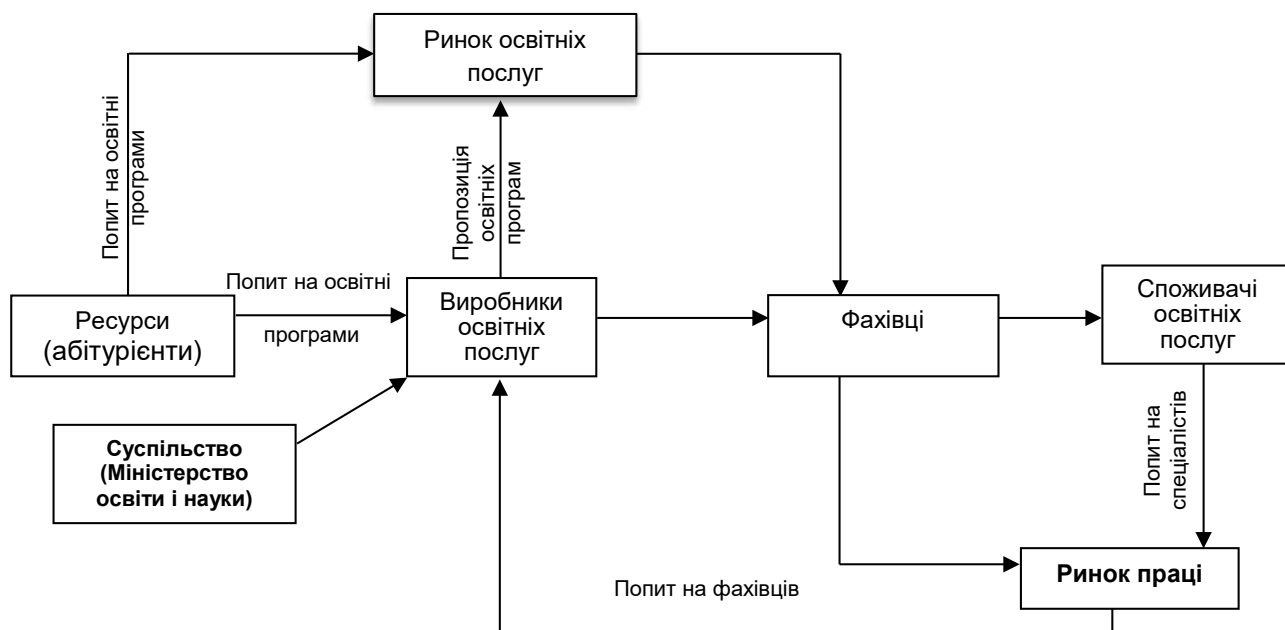 Ринок освітніх
послуг
Попит на освітні
програми
Пропозиція
освітніх
програм
Попит на освітні
програми
Ресурси
(абітурієнти)
Виробники
освітніх
послуг
Фахівці
Споживачі
освітніх
послуг
Суспільство
(Міністерство
освіти і науки)
Попит на
спеціалістів
Ринок праці
Попит на фахівців